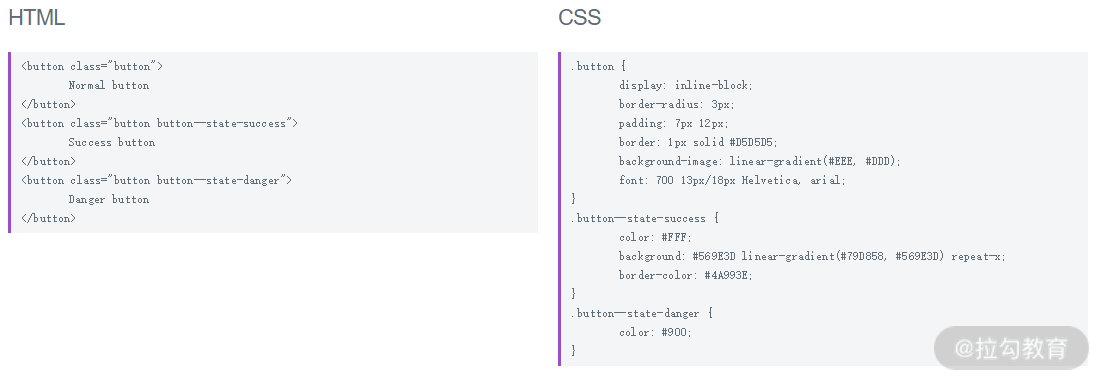 HTML
<button class="button">
Normal button
</button>
<button class="button button--state-success">
Success button
</button>
<button class="button button--state-danger">
Danger button
</button>
CSS
.button {
display: inline-block;
border-radius: 3px;
padding: 7px 12px;
border: 1px solid #D5D5D5;
background-image: linear-gradient(#EEE, #DDD);
font: 700 13px/18px Helvetica, arial;
}
.button--state-success {
color: #FFF;
background: #569E3D linear-gradient(#79D858, #569E3D) repeat-x;
border-color: #4A993E;
}
.button--state-danger {
color: #900;
}
@拉勾教育